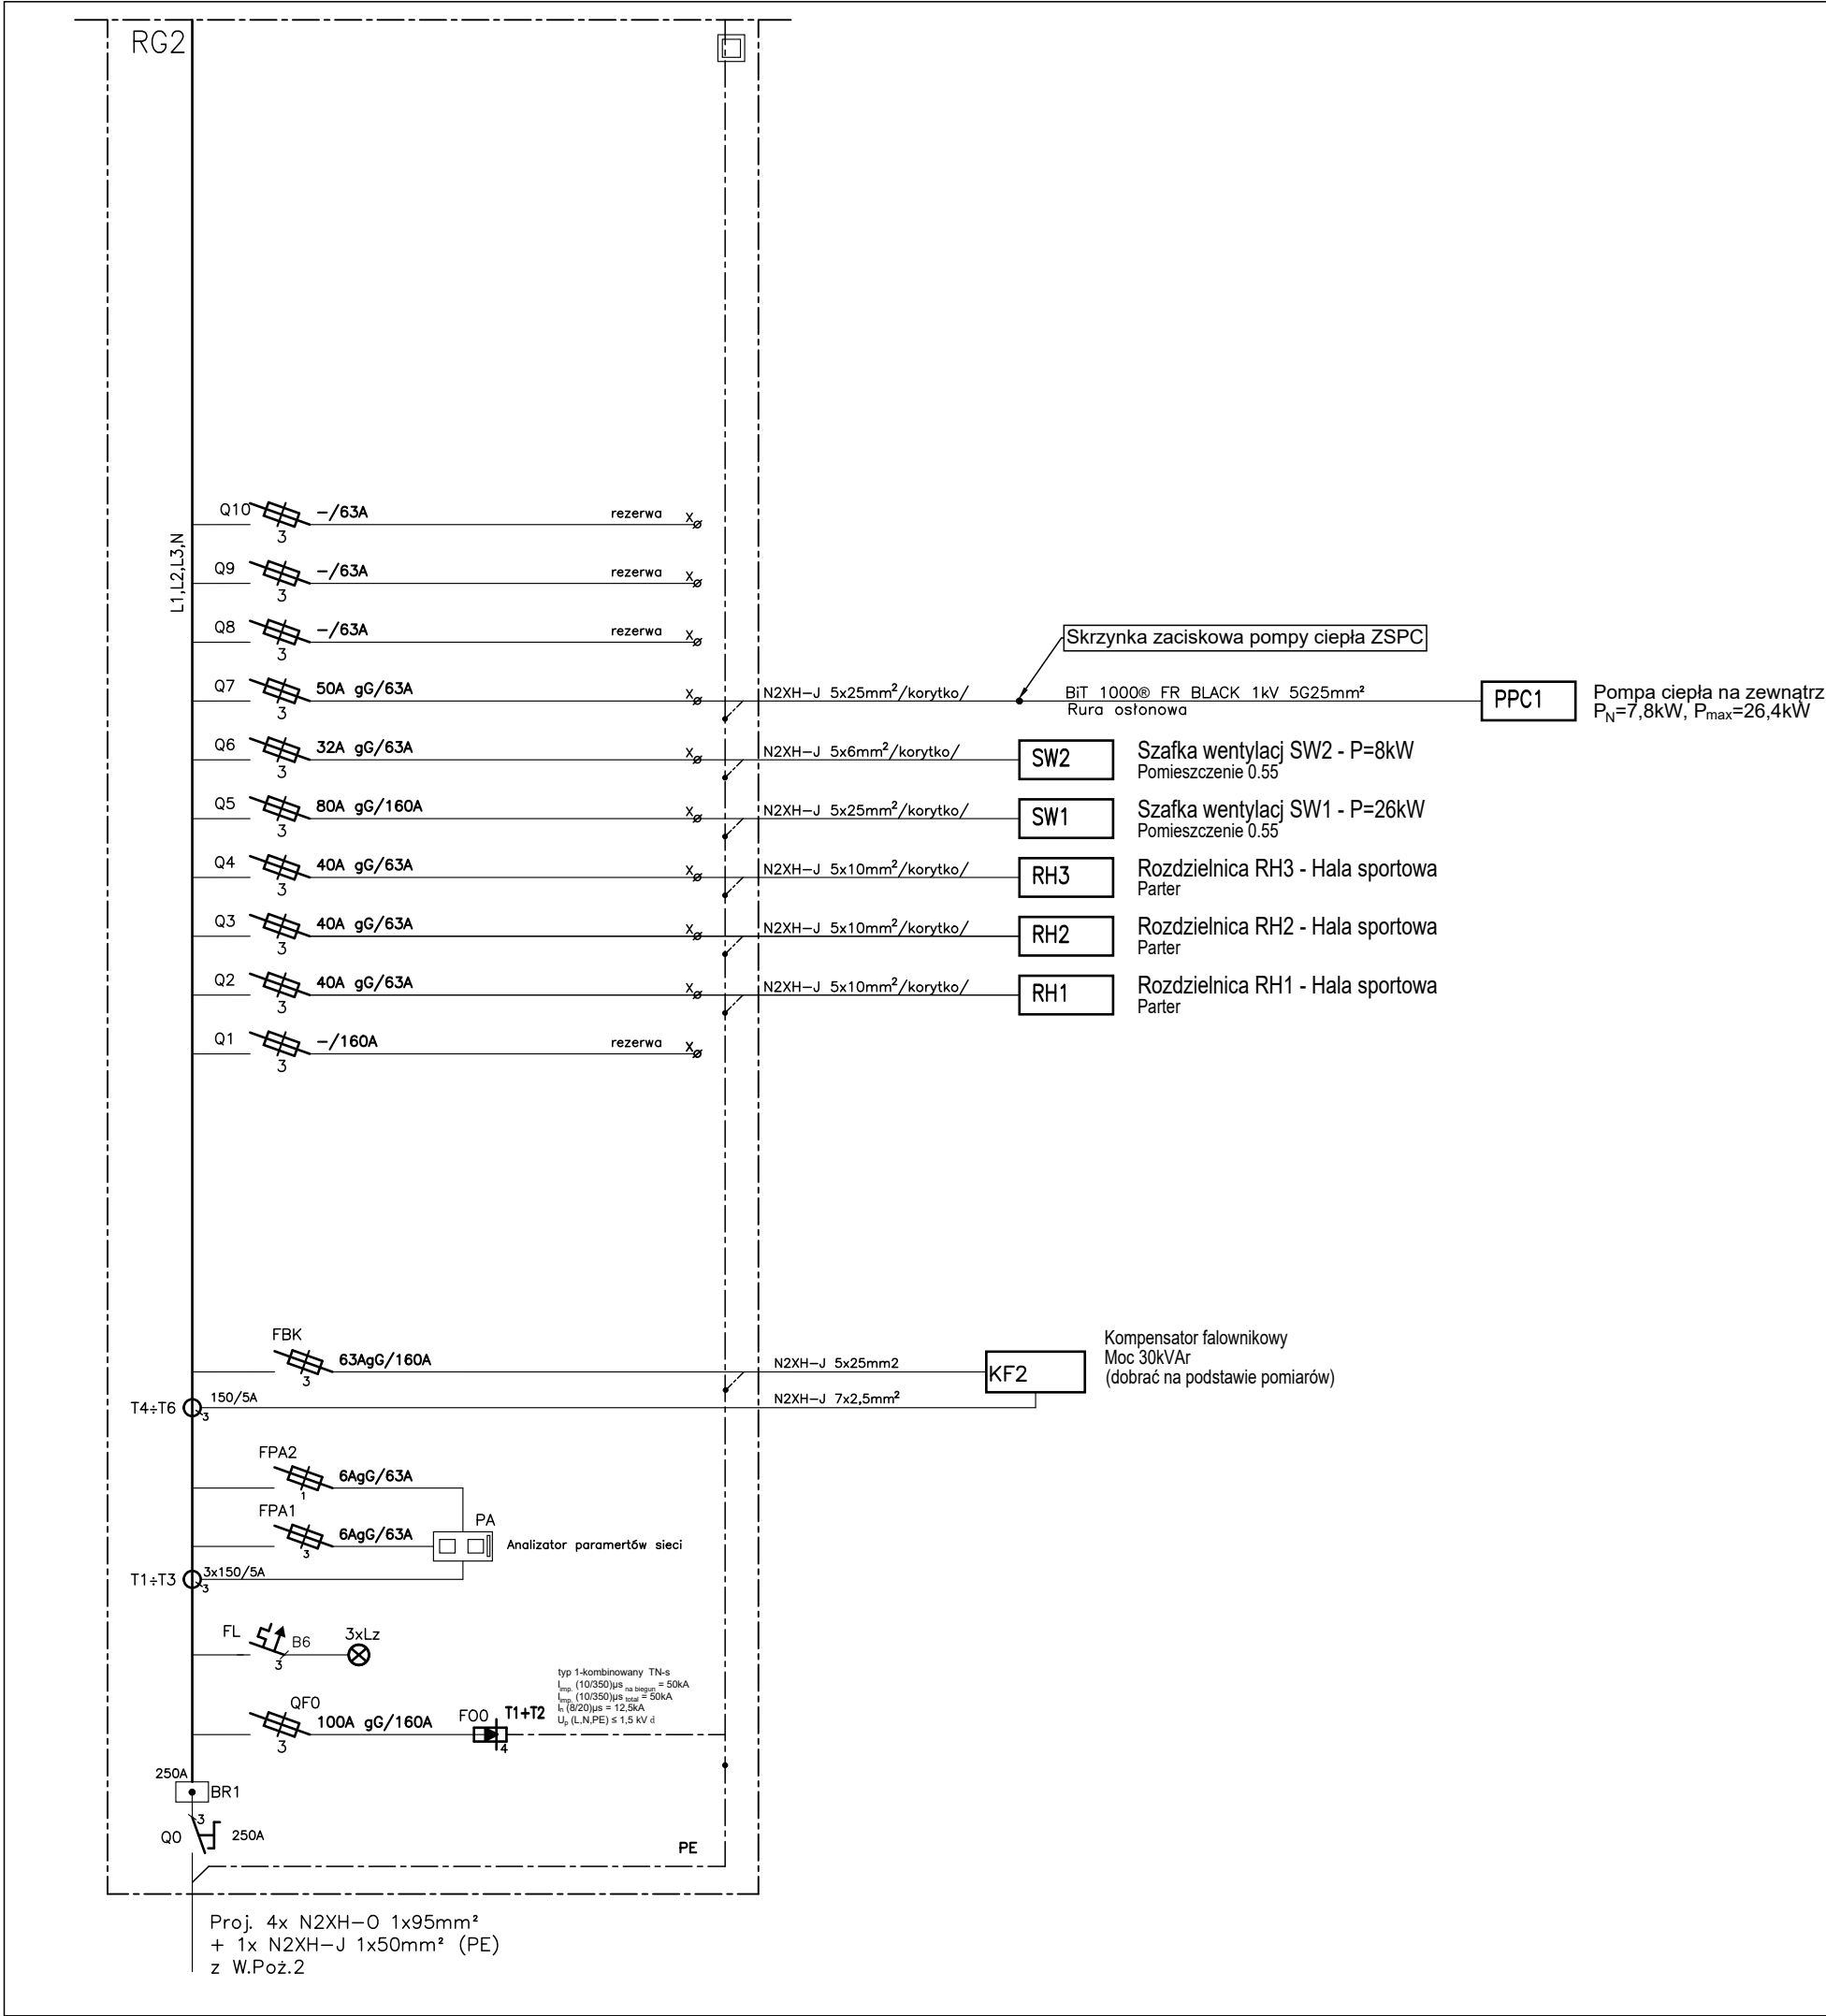 RG2
L1,L2,L3,N
Q10 -/63A rezerwa X
3
Q9 -/63A rezerwa X
3
Q8 -/63A rezerwa X
3
Skrzynka zaciskowa pompy ciepła ZSPC
Q7 50A gG/63A X N2XH-J 5x25mm²/korytko/ BiT 1000® FR BLACK 1kV 5G25mm² PPC1 Pompa ciepła na zewnątrz
3 Rura osłonowa PN=7,8kW, Pmax=26,4kW
Q6 32A gG/63A X N2XH-J 5x6mm²/korytko/ SW2 Szafka wentylacj SW2 - P=8kW
3 Pomieszczenie 0.55
Q5 80A gG/160A X N2XH-J 5x25mm²/korytko/ SW1 Szafka wentylacj SW1 - P=26kW
3 Pomieszczenie 0.55
Q4 40A gG/63A X N2XH-J 5x10mm²/korytko/ RH3 Rozdzielnica RH3 - Hala sportowa
3 Parter
Q3 40A gG/63A X N2XH-J 5x10mm²/korytko/ RH2 Rozdzielnica RH2 - Hala sportowa
3 Parter
Q2 40A gG/63A X N2XH-J 5x10mm²/korytko/ RH1 Rozdzielnica RH1 - Hala sportowa
3 Parter
Q1 -/160A rezerwa X
3
FBK 63AgG/160A N2XH-J 5x25mm2 KF2
3
Kompensator falownikowy
Moc 30kVAr
(dobrać na podstawie pomiarów)
T4÷T6 3 150/5A N2XH-J 7x2,5mm²
FPA2 6AgG/63A
1
FPA1 6AgG/63A PA Analizator paramertów sieci
3
T1÷T3 3 3x150/5A
FL B6 3xLz
3
typ 1-kombinowany TN-s
Iimp. (10/350)µs na biegun = 50kA
Iimp. (10/350)µs total = 50kA
In (8/20)µs = 12,5kA
Up (L,N,PE) ≤ 1,5 kV d
QF0 100A gG/160A F00 T1+T2
3 4
250A BR1
3
Q0 250A
PE
Proj. 4x N2XH-O 1x95mm²
+ 1x N2XH-J 1x50mm² (PE)
z W.Poż.2